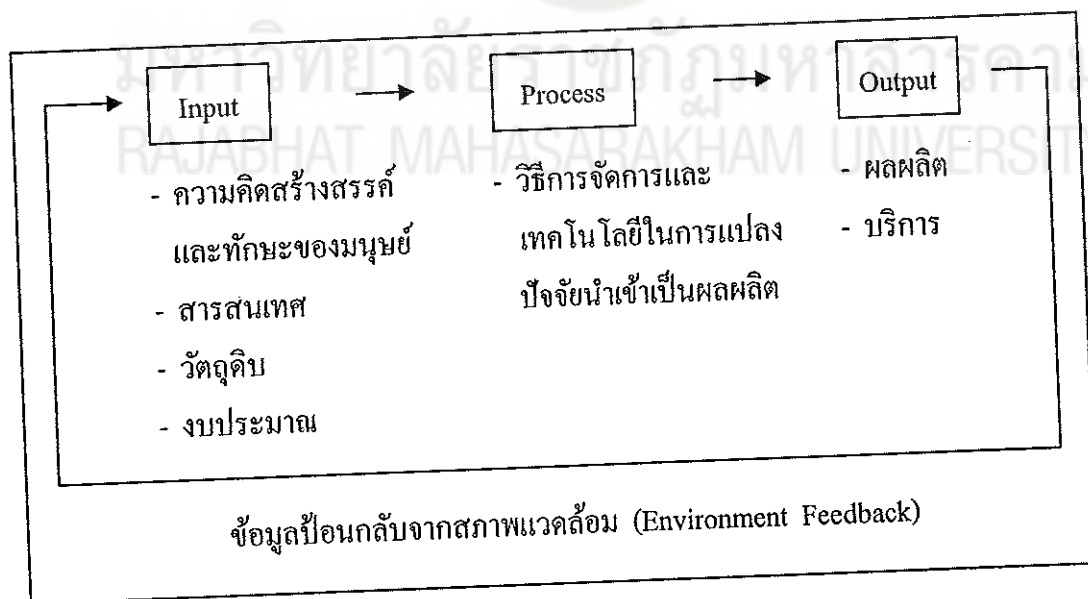 มหาวิทยาลัยราชภัฏมหาสารคาม
RAJABHAT MAHASARAKHAM UNIVERSIT
Input
Process
Output
- ความคิดสร้างสรรค์
และทักษะของมนุษย์
- สารสนเทศ
- วัตถุดิบ
- งบประมาณ
- วิธีการจัดการและ
เทคโนโลยีในการแปลง
ปัจจัยนำเข้าเป็นผลผลิต
- ผลผลิต
- บริการ
ข้อมูลป้อนกลับจากสภาพแวดล้อม (Environment Feedback)